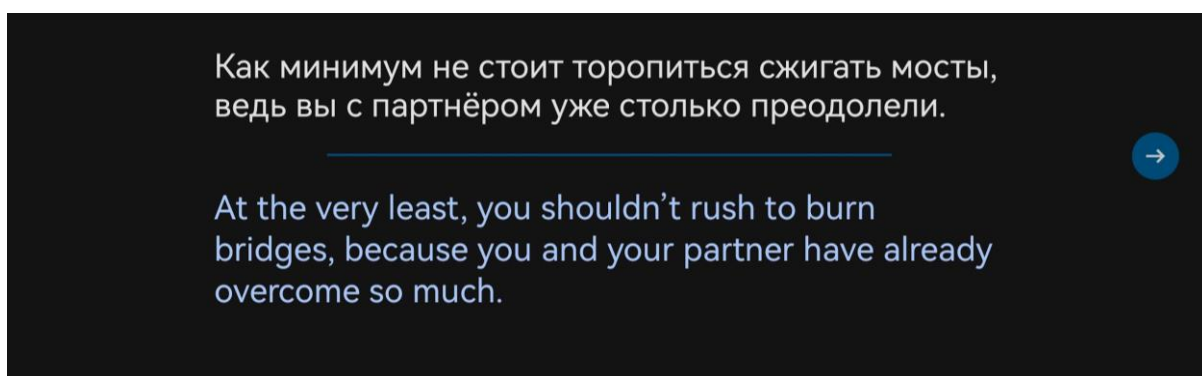 Как минимум не стоит торопиться сжигать мосты,
ведь вы с партнёром уже столько преодолели.
At the very least, you shouldn’t rush to burn
bridges, because you and your partner have already
overcome so much.